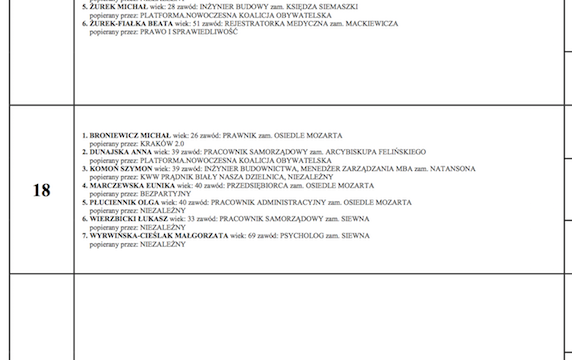 5. ŻUREK MICHAŁ wiek: 28 zawód: INŻYNIER BUDOWY zam. KSIĘDZA SIEMASZKI
popierany przez: PLATFORMA.NOWOCZESNA KOALICJA OBYWATELSKA
6. ŻUREK-FIAŁKA BEATA wiek: 51 zawód: REJESTRATORKA MEDYCZNA zam. MACKIEWICZA
popierany przez: PRAWO I SPRAWIEDLIWOŚĆ
18
1. BRONIEWICZ MICHAŁ wiek: 26 zawód: PRAWNIK zam. OSIEDLE MOZARTA
popierany przez: KRAKÓW 2.0
2. DUNAJSKA ANNA wiek: 39 zawód: PRACOWNIK SAMORZĄDOWY zam. ARCYBISKUPA FELIŃSKIEGO
popierany przez: PLATFORMA.NOWOCZESNA KOALICJA OBYWATELSKA
3. KOMOŃ SZYMON wiek: 39 zawód: INŻYNIER BUDOWNICTWA, MENEDŻER ZARZĄDZANIA MBA zam. NATANSONA
popierany przez: KWW PRĄDNIK BIAŁY NASZA DZIELNICA, NIEZALEŻNY
4. MARCZEWSKA EUNIKA wiek: 40 zawód: PRZEDSIĘBIORCA zam. OSIEDLE MOZARTA
popierany przez: BEZPARTYJNY
5. PŁUCIENNIK OLGA wiek: 40 zawód: PRACOWNIK ADMINISTRACYJNY zam. OSIEDLE MOZARTA
popierany przez: NIEZALEŻNY
6. WIERZBICKI ŁUKASZ wiek: 33 zawód: PRACOWNIK SAMORZĄDOWY zam. SIEWNA
popierany przez: NIEZALEŻNY
7. WYRWIŃSKA-CIEŚLAK MAŁGORZATA wiek: 69 zawód: PSYCHOLOG zam. SIEWNA
popierany przez: NIEZALEŻNY